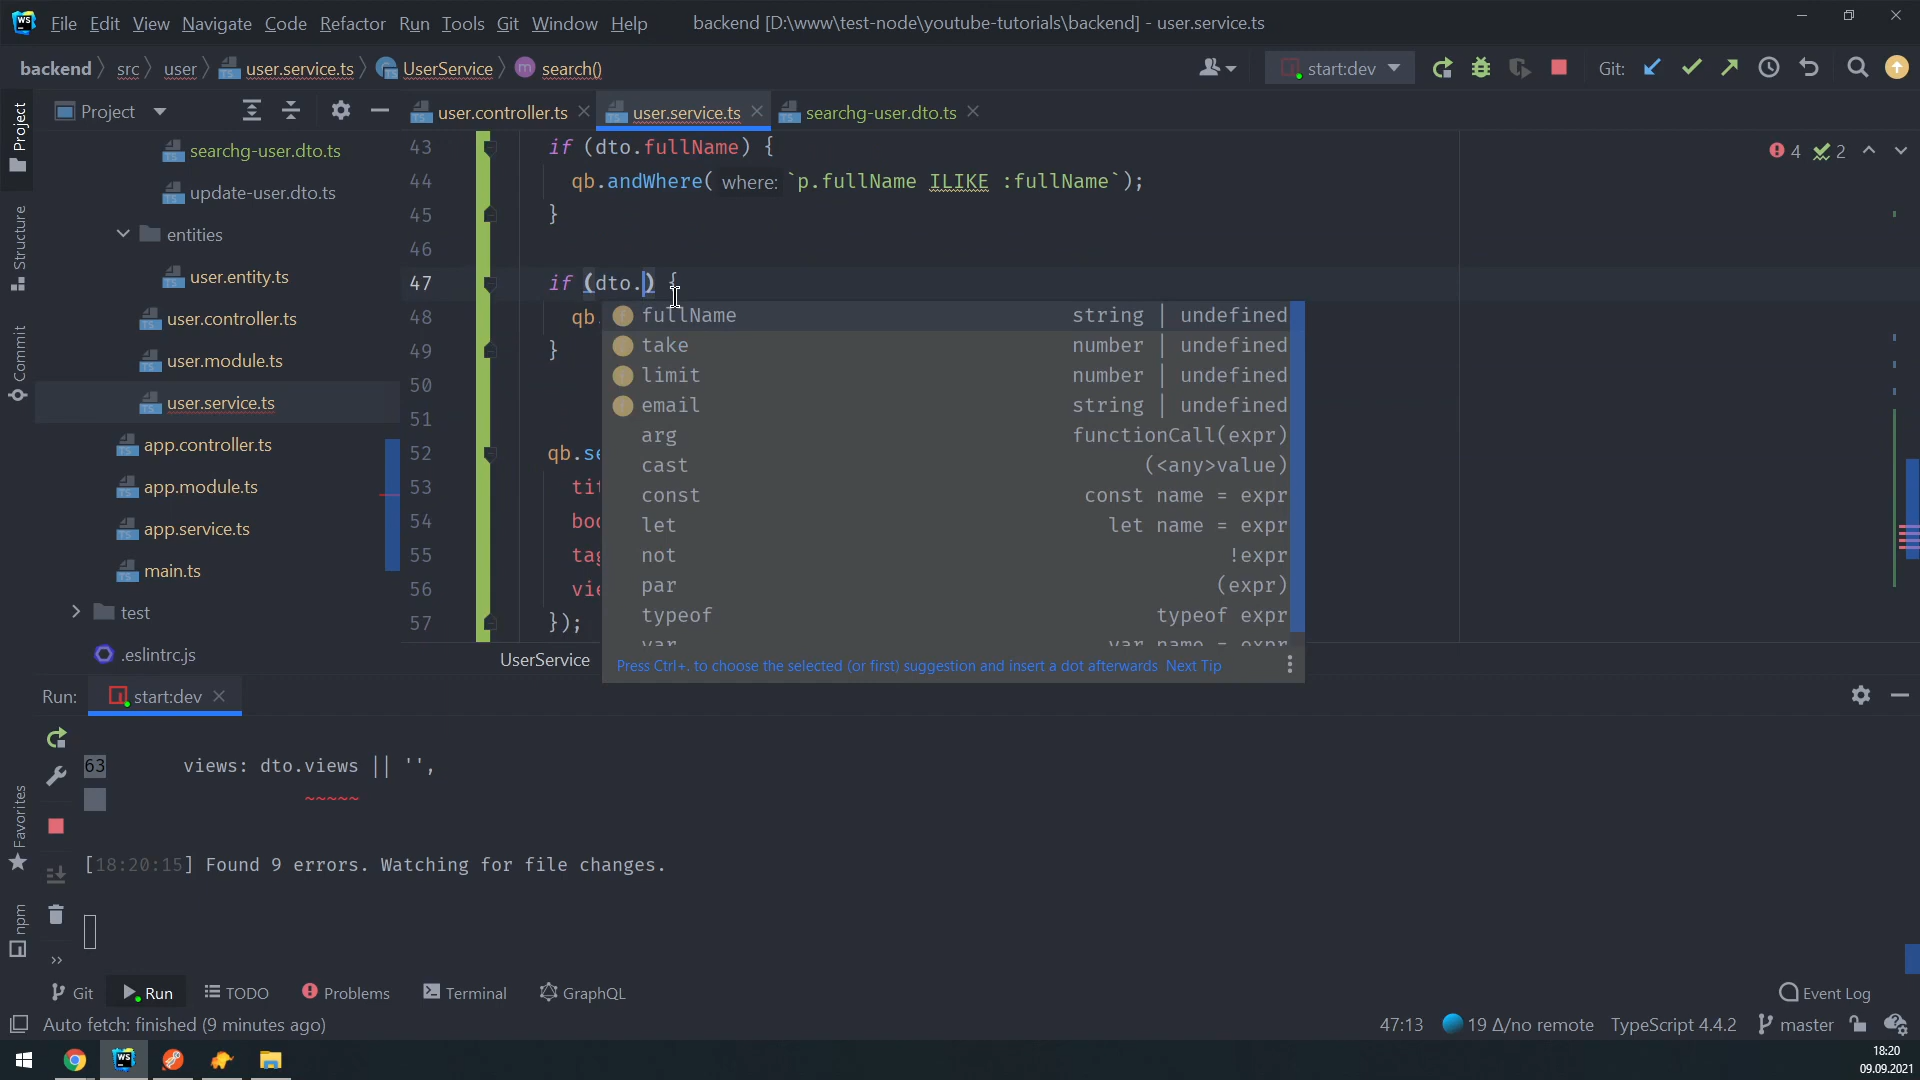 File Edit View Navigate Code Refactor Run Tools Git Window Help backend [D:\www\test-node\youtube-tutorials\backend] - user.service.ts
backend src user user.service.ts UserService search() start:dev Git:
Project user.controller.ts user.service.ts searchg-user.dto.ts
Project
Structure
Commit
Favorites
npm
searchg-user.dto.ts
update-user.dto.ts
entities
user.entity.ts
user.controller.ts
user.module.ts
user.service.ts
app.controller.ts
app.module.ts
app.service.ts
main.ts
test
.eslintrc.js
4 2
43 if (dto.fullName) {
44 qb.andWhere( where: `p.fullName ILIKE :fullName`);
45 }
46
47 if (dto.) {
48 qb.
49 }
50
51
52 qb.se
53 tit
54 bod
55 tag
56 vie
57 });
fullName string | undefined
take number | undefined
limit number | undefined
email string | undefined
arg functionCall(expr)
cast (<any>value)
const const name = expr
let let name = expr
not !expr
par (expr)
typeof typeof expr
var var name = expr
Press Ctrl+. to choose the selected (or first) suggestion and insert a dot afterwards Next Tip
UserService
Run: start:dev
63 views: dto.views || '',
~~~~~
[18:20:15] Found 9 errors. Watching for file changes.
Git Run TODO Problems Terminal GraphQL Event Log
Auto fetch: finished (9 minutes ago) 47:13 19 Δ/no remote TypeScript 4.4.2 master
18:20
09.09.2021